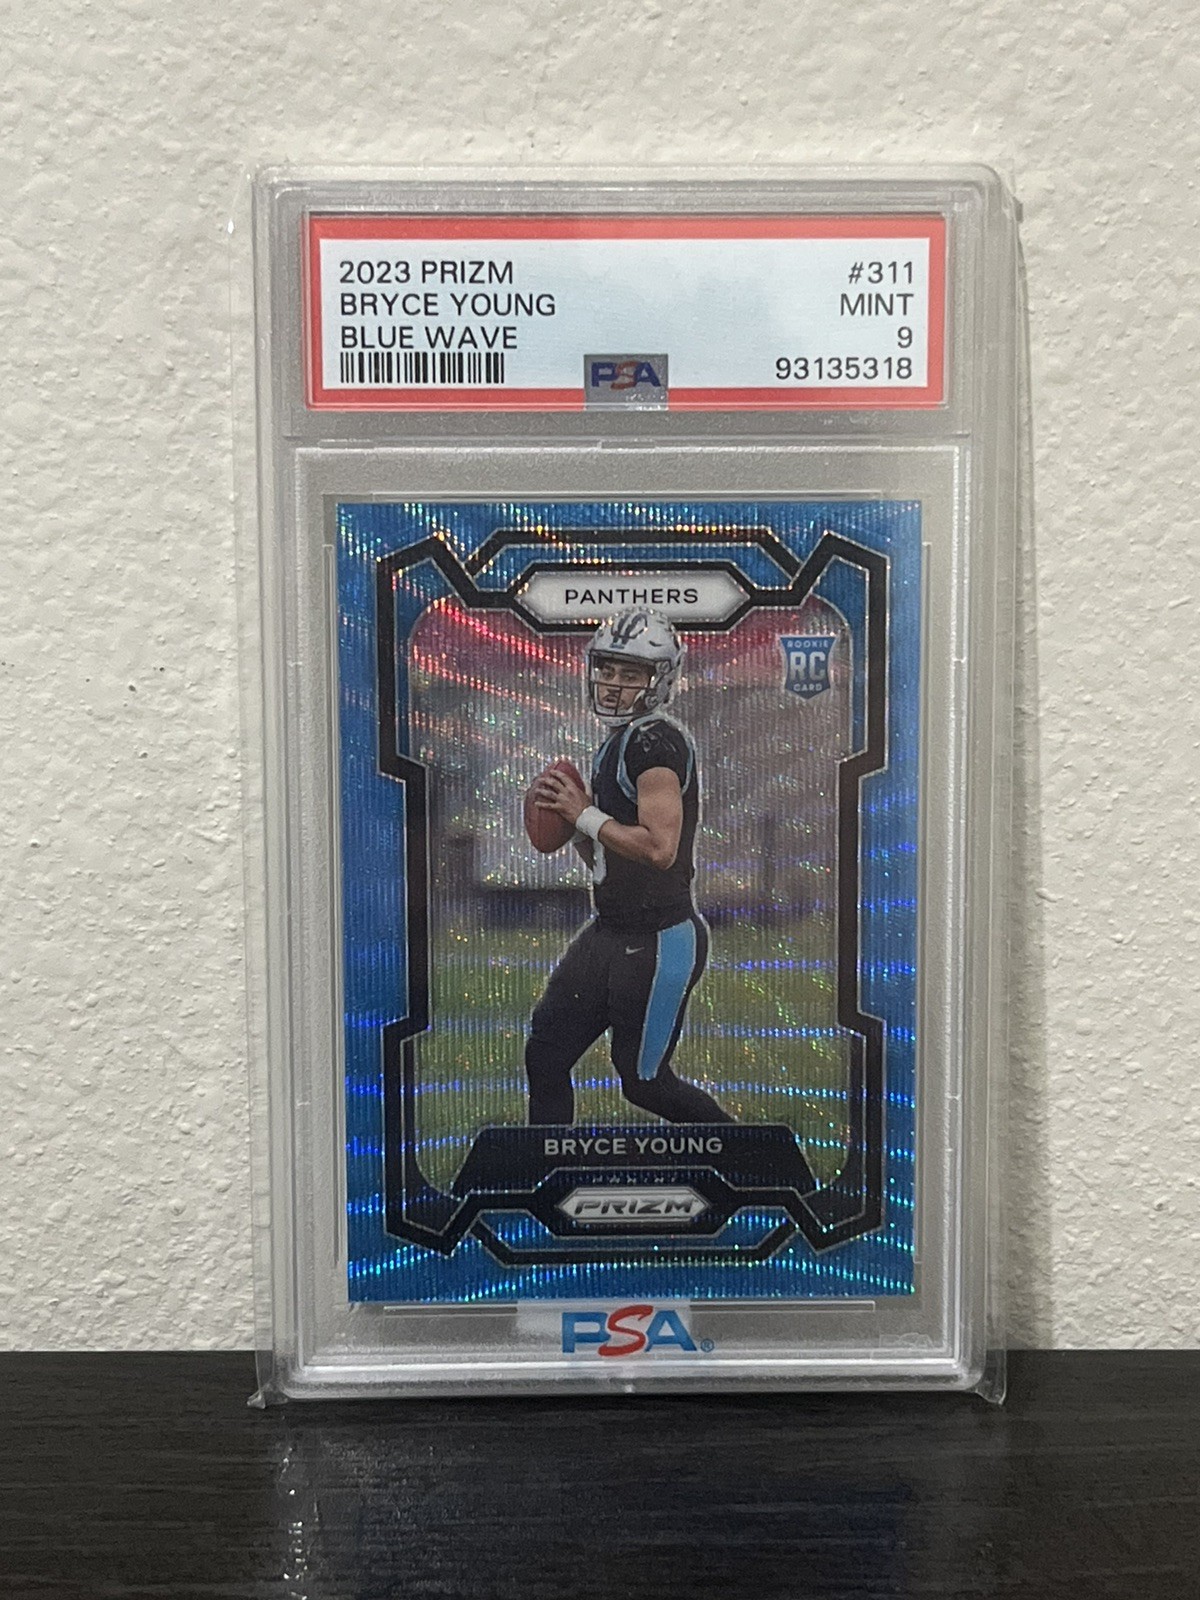 2023 PRIZM #311
BRYCE YOUNG MINT
BLUE WAVE 9
93135318
PSA
PANTHERS
ROOKIE
RC
CARD
BRYCE YOUNG
PRIZM
PSA®